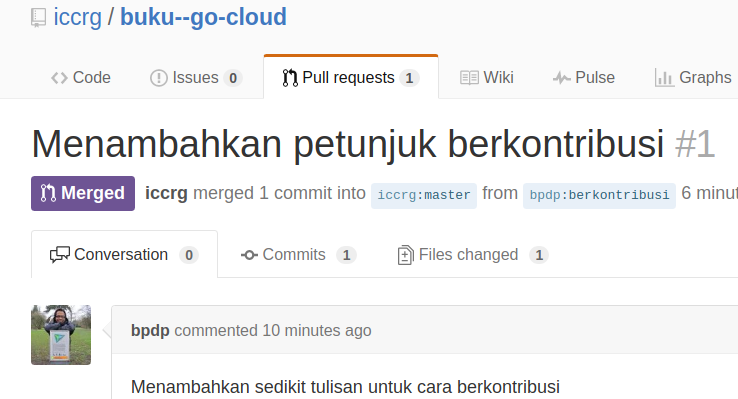 iccrg / buku--go-cloud
Code Issues 0 Pull requests 1 Wiki Pulse Graphs
Menambahkan petunjuk berkontribusi #1
Merged iccrg merged 1 commit into iccrg:master from bpdp:berkontribusi 6 minut
Conversation 0 Commits 1 Files changed 1
bpdp commented 10 minutes ago
Menambahkan sedikit tulisan untuk cara berkontribusi